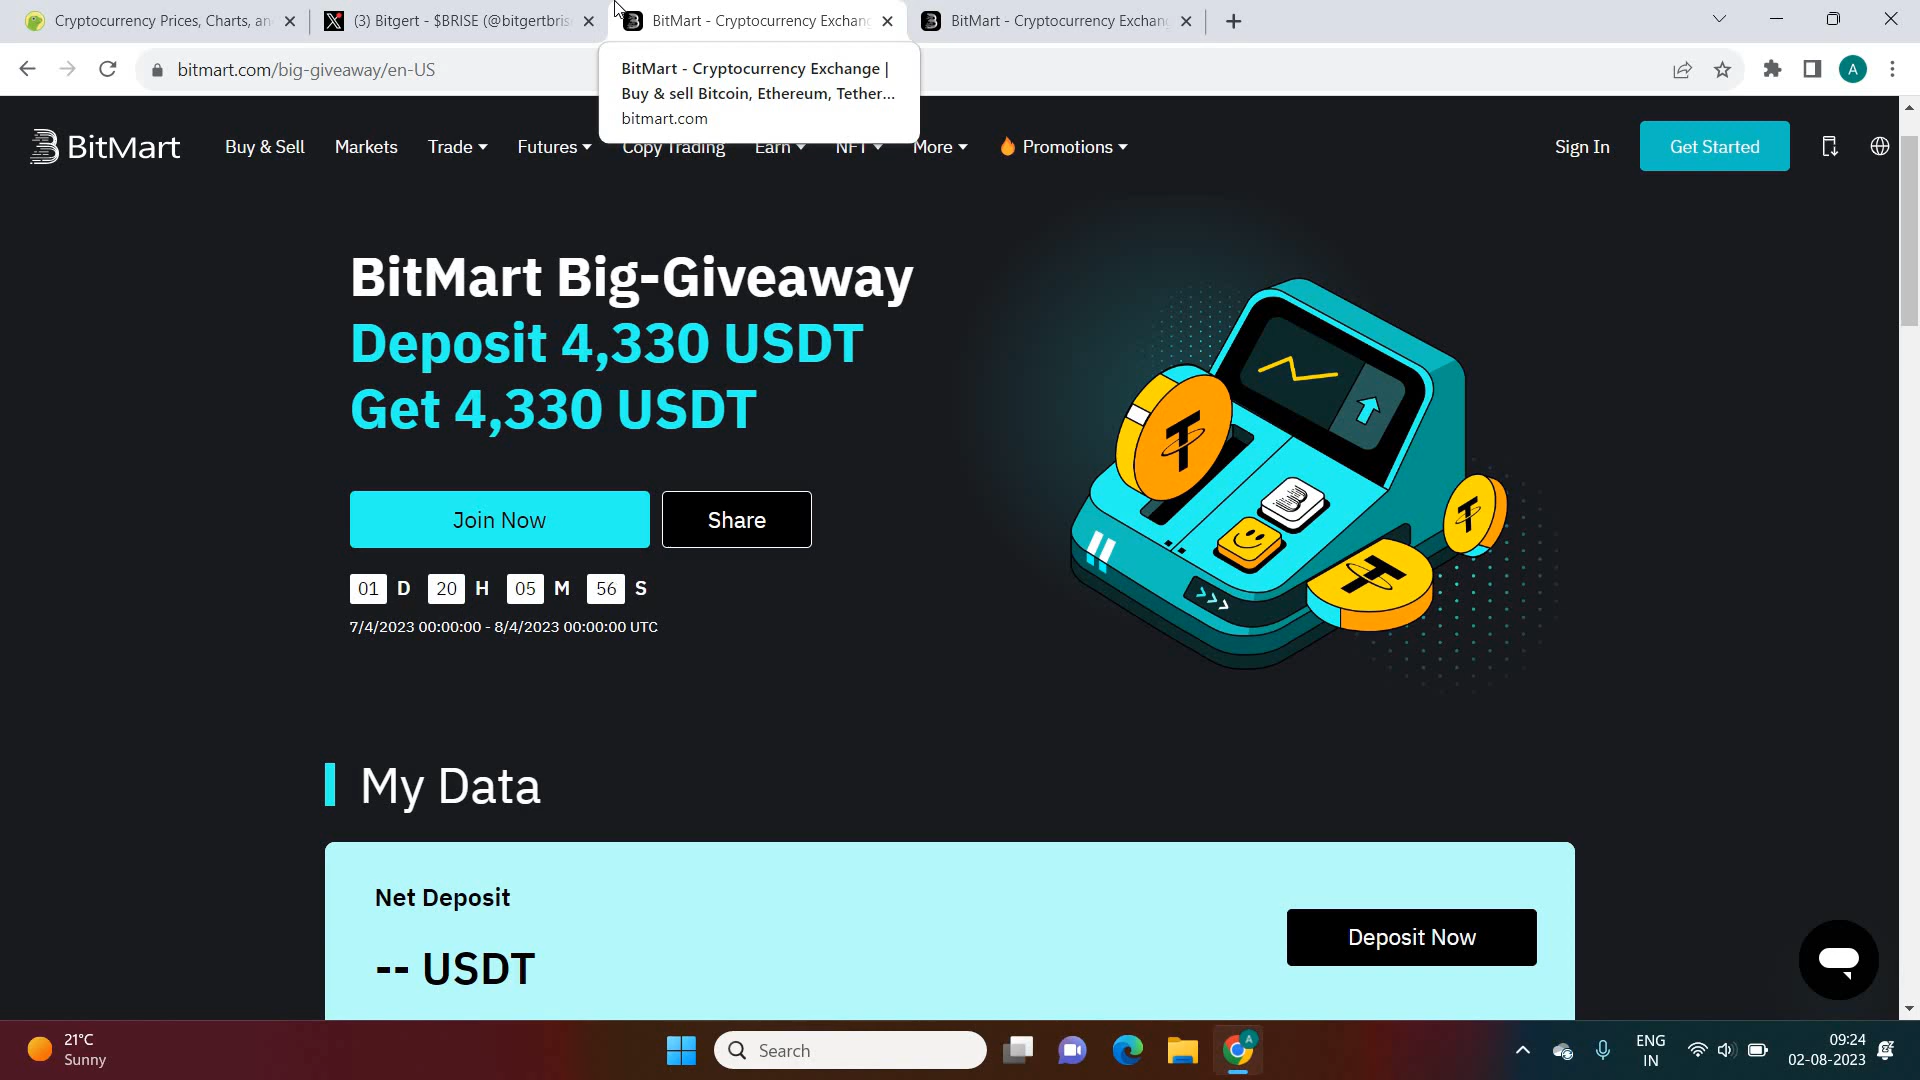 Cryptocurrency Prices, Charts, an
(3) Bitgert - $BRISE (@bitgertbris
BitMart - Cryptocurrency Exchang
BitMart - Cryptocurrency Exchang
bitmart.com/big-giveaway/en-US
A
BitMart - Cryptocurrency Exchange |
Buy & sell Bitcoin, Ethereum, Tether...
bitmart.com
BitMart
Buy & Sell
Markets
Trade
Futures
Copy Trading
Earn
NFT
More
Promotions
Sign In
Get Started
BitMart Big-Giveaway
Deposit 4,330 USDT
Get 4,330 USDT
Join Now
Share
01 D 20 H 05 M 56 S
7/4/2023 00:00:00 - 8/4/2023 00:00:00 UTC
My Data
Net Deposit
-- USDT
Deposit Now
21°C
Sunny
Search
A
ENG
IN
09:24
02-08-2023